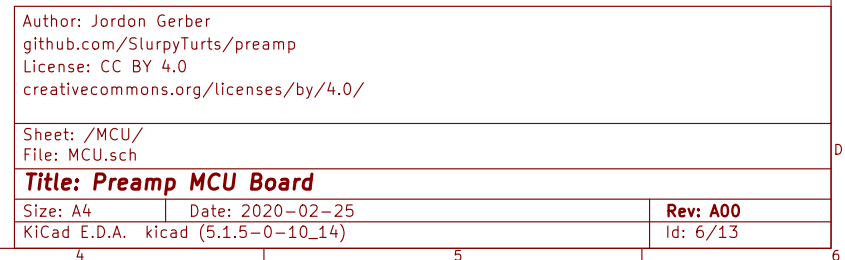 Author: Jordon Gerber
github.com/SlurpyTurts/preamp
License: CC BY 4.0
creativecommons.org/licenses/by/4.0/
Sheet: /MCU/
File: MCU.sch
D
Title: Preamp MCU Board
Size: A4 Date: 2020-02-25 Rev: A00
KiCad E.D.A. kicad (5.1.5-0-10_14) Id: 6/13
4 5 6